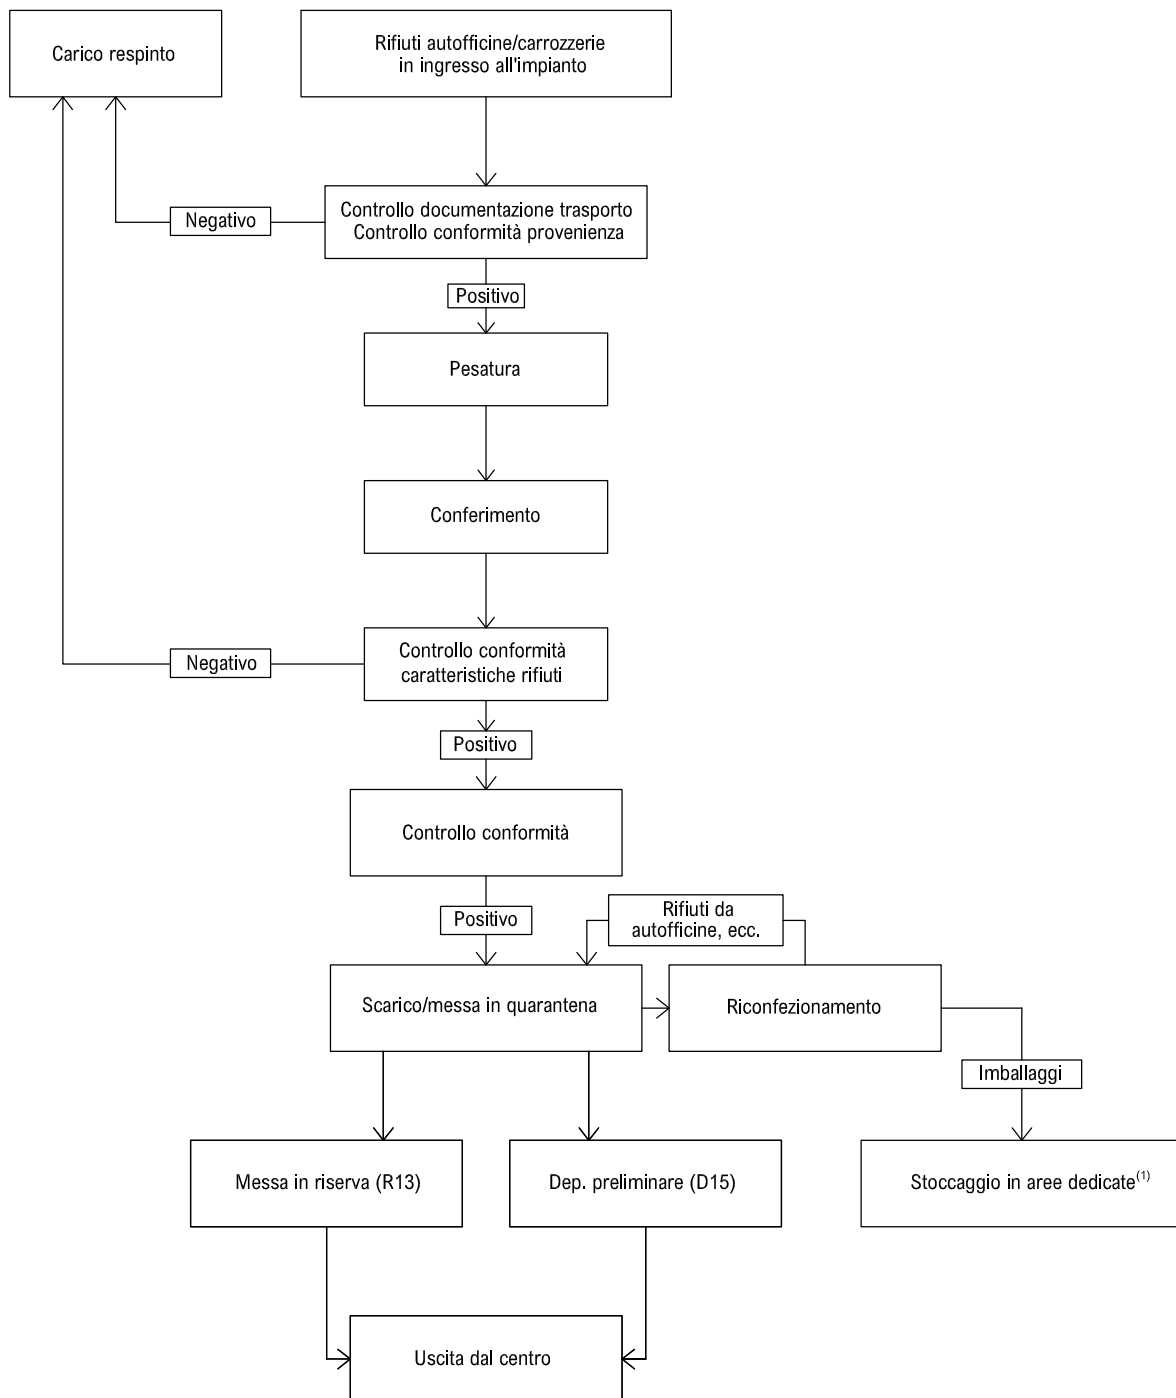 Carico respinto
Rifiuti autofficine/carrozzerie
in ingresso all'impianto
Negativo
Controllo documentazione trasporto
Controllo conformità provenienza
Positivo
Pesatura
Conferimento
Negativo
Controllo conformità
caratteristiche rifiuti
Positivo
Controllo conformità
Positivo
Rifiuti da
autofficine, ecc.
Scarico/messa in quarantena
Riconfezionamento
Imballaggi
Messa in riserva (R13)
Dep. preliminare (D15)
Stoccaggio in aree dedicate(1)
Uscita dal centro